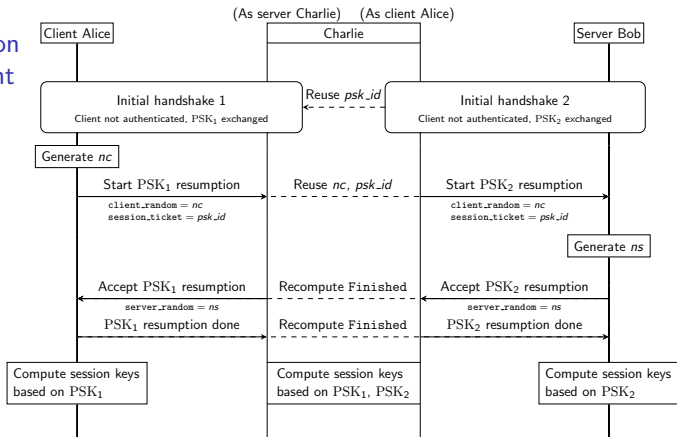 (As server Charlie) (As client Alice)
Client Alice Charlie Server Bob
on
nt
Reuse psk_id
Initial handshake 1 Initial handshake 2
Client not authenticated, PSK₁ exchanged Client not authenticated, PSK₂ exchanged
Generate nc
Start PSK₁ resumption Reuse nc, psk_id Start PSK₂ resumption
client_random = nc client_random = nc
session_ticket = psk_id session_ticket = psk_id
Generate ns
Accept PSK₁ resumption Recompute Finished Accept PSK₂ resumption
server_random = ns server_random = ns
PSK₁ resumption done Recompute Finished PSK₂ resumption done
Compute session keys Compute session keys Compute session keys
based on PSK₁ based on PSK₁, PSK₂ based on PSK₂